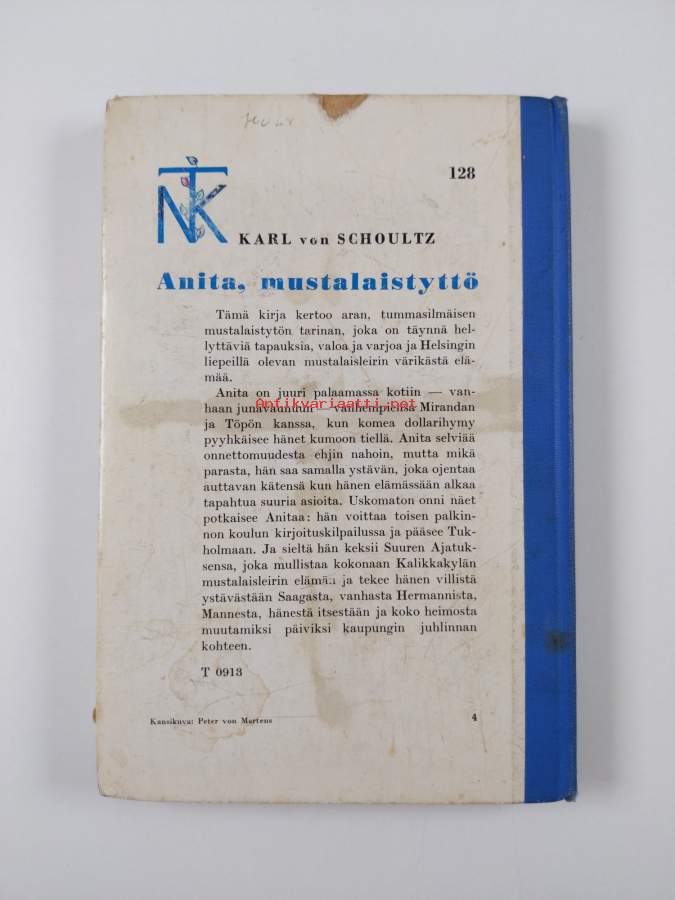 128
NTK
KARL von SCHOULTZ
Anita, mustalaistyttö
Tämä kirja kertoo aran, tummasilmäisen
mustalaistytön tarinan, joka on täynnä hel-
lyttäviä tapauksia, valoa ja varjoa ja Helsingin
liepeillä olevan mustalaisleirin värikästä elä-
mää.
Anita on juuri palaamassa kotiin — van-
Antikvariaatti.net
haan junavaunuun — vanhempiensa Mirandan
ja Töpön kanssa, kun komea dollarihymy
pyyhkäisee hänet kumoon tiellä. Anita selviää
onnettomuudesta ehjin nahoin, mutta mikä
parasta, hän saa samalla ystävän, joka ojentaa
auttavan kätensä kun hänen elämässään alkaa
tapahtua suuria asioita. Uskomaton onni näet
potkaisee Anitaa: hän voittaa toisen palkin-
non koulun kirjoituskilpailussa ja pääsee Tuk-
holmaan. Ja sieltä hän keksii Suuren Ajatuk-
sensa, joka mullistaa kokonaan Kalikkakylän
mustalaisleirin elämän ja tekee hänen villistä
ystävästään Saagasta, vanhasta Hermannista,
Mannesta, hänestä itsestään ja koko heimosta
muutamiksi päiviksi kaupungin juhlinnan
kohteen.
T 0913
Kansikuva: Peter von Martens
4